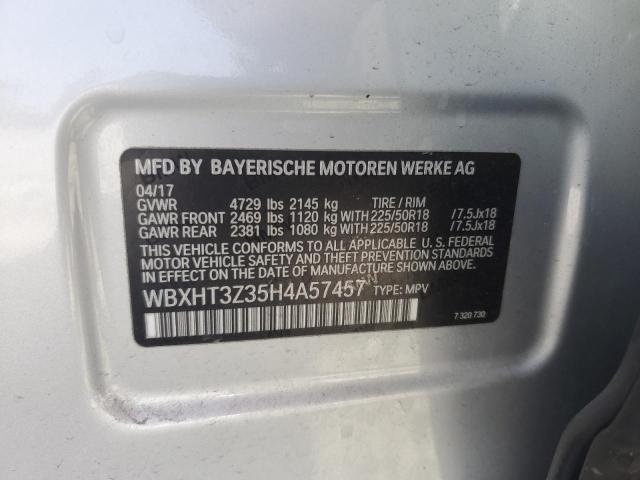 MFD BY BAYERISCHE MOTOREN WERKE AG
04/17
GVWR 4729 lbs 2145 kg TIRE / RIM
GAWR FRONT 2469 lbs 1120 kg WITH 225/50R18 /7.5Jx18
GAWR REAR 2381 lbs 1080 kg WITH 225/50R18 /7.5Jx18
THIS VEHICLE CONFORMS TO ALL APPLICABLE U. S. FEDERAL
MOTOR VEHICLE SAFETY, BUMPER, AND THEFT PREVENTION STANDARDS
IN EFFECT ON THE DATE OF MANUFACTURE SHOWN ABOVE.
WBXHT3Z35H4A57457 TYPE: MPV
7 320 730